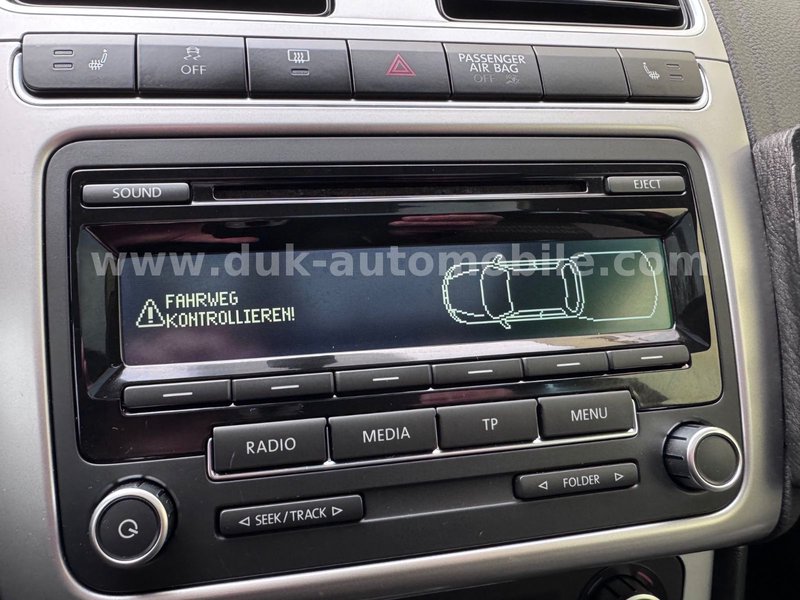 OFF
PASSENGER
AIR BAG
OFF
SOUND
EJECT
www.duk-automobile.com
FAHRWEG
KONTROLLIEREN!
RADIO
MEDIA
TP
MENU
SEEK/TRACK
FOLDER